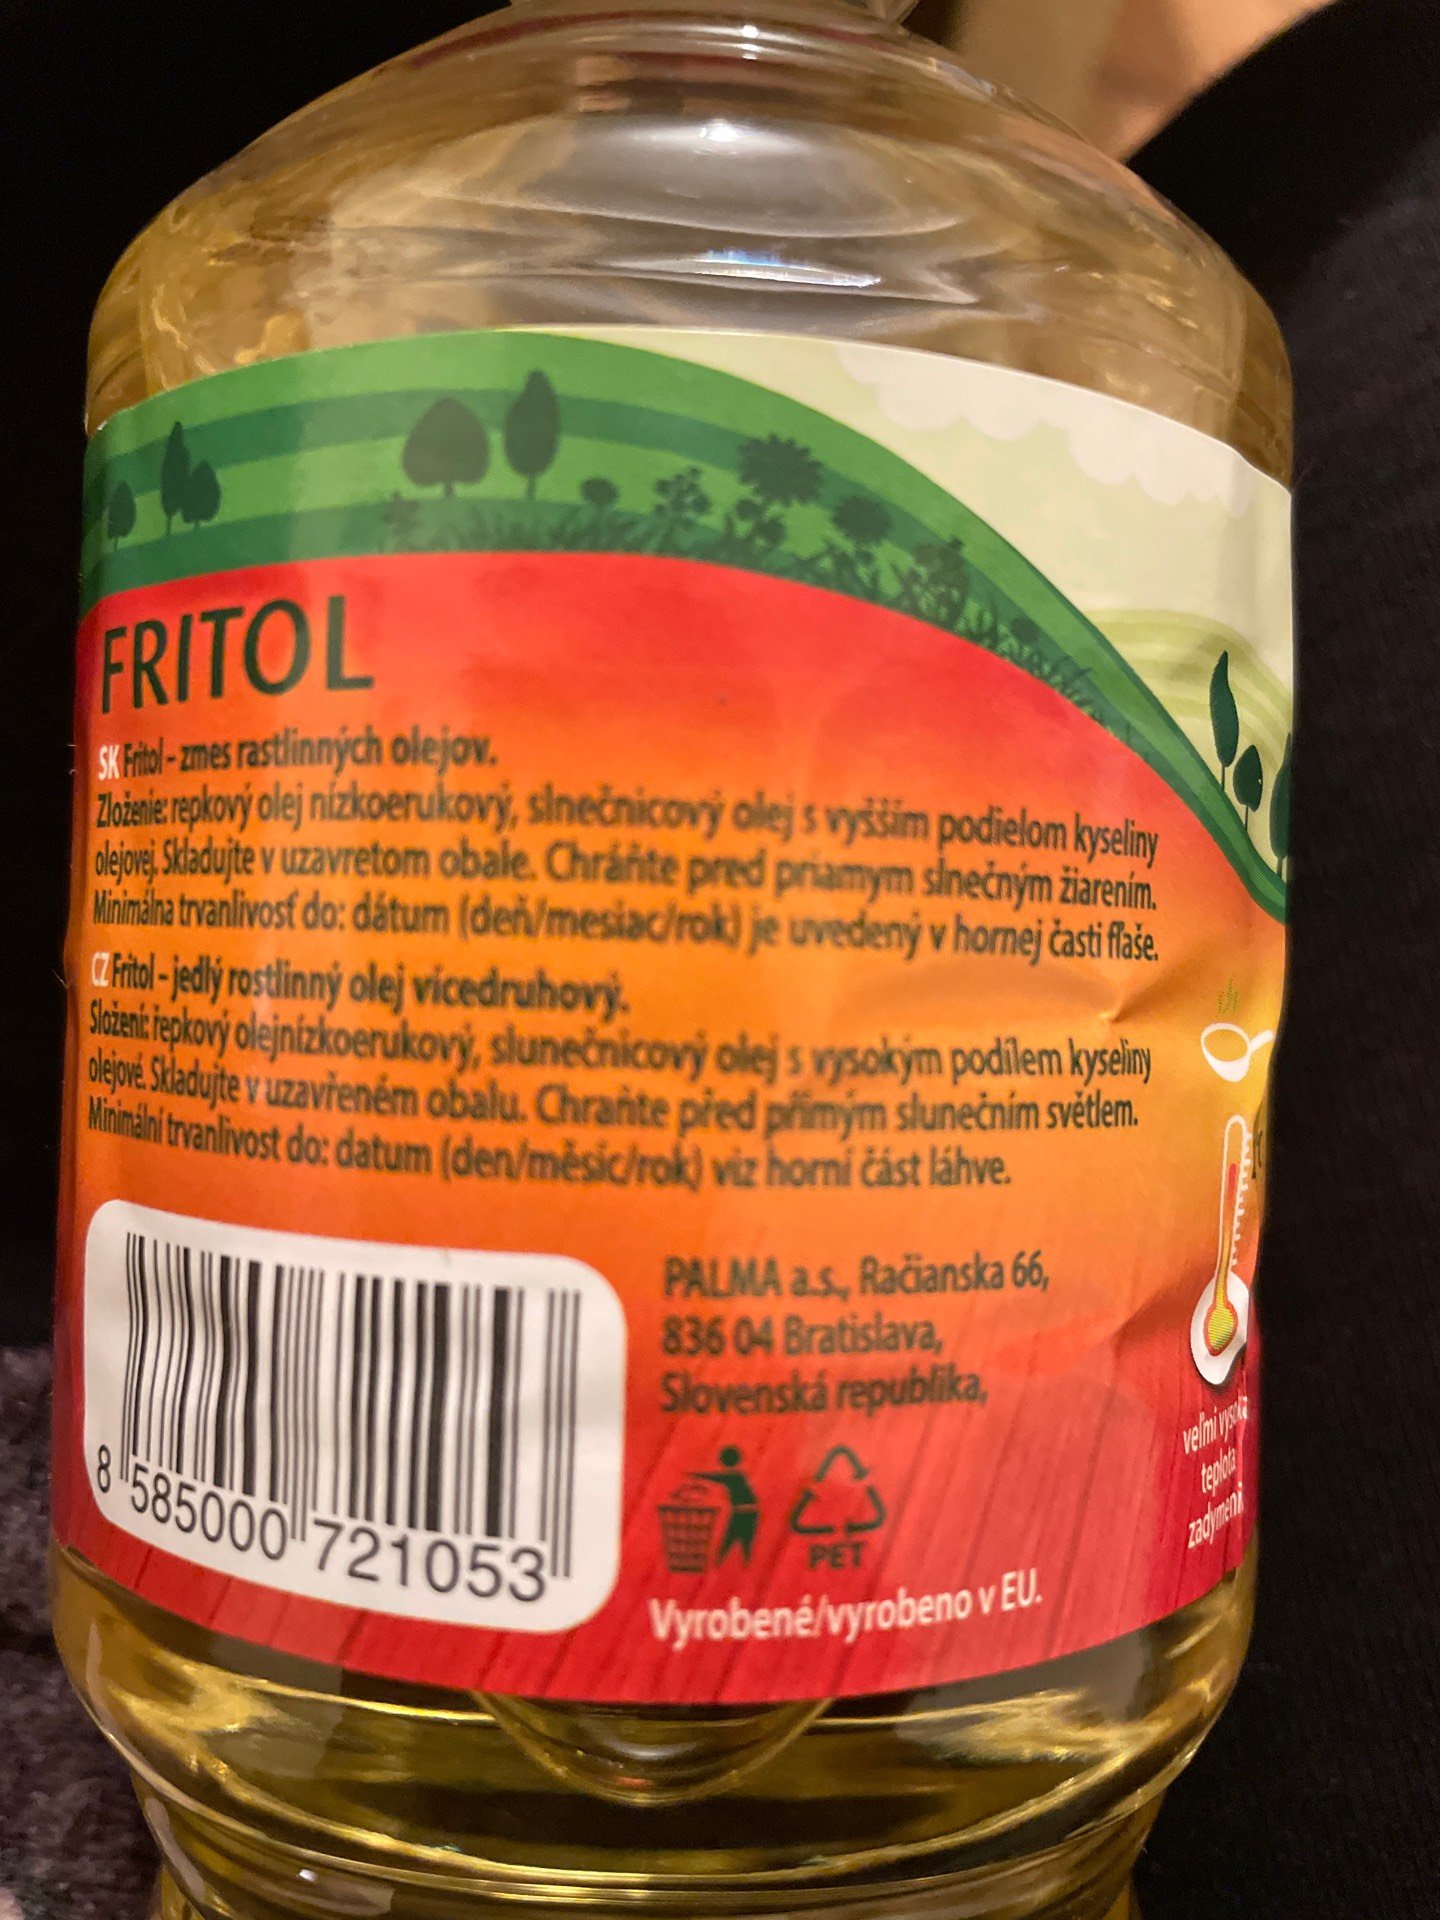 FRITOL
SK Fritol - zmes rastlinných olejov.
Zloženie: repkový olej nízkoerukový, slnečnicový olej s vyšším podielom kyseliny
olejovej. Skladujte v uzavretom obale. Chráňte pred priamym slnečným žiarením.
Minimálna trvanlivosť do: dátum (deň/mesiac/rok) je uvedený v hornej časti fľaše.
CZ Fritol - jedlý rostlinný olej vícedruhový.
Složení: řepkový olejnízkoerukový, slunečnicový olej s vysokým podílem kyseliny
olejové. Skladujte v uzavřeném obalu. Chraňte před přímým slunečním světlem.
Minimální trvanlivost do: datum (den/měsíc/rok) viz horní část láhve.
PALMA a.s., Račianska 66,
836 04 Bratislava,
Slovenská republika,
8 585000 721053
PET
Vyrobené/vyrobeno v EU.
veľmi
teplota